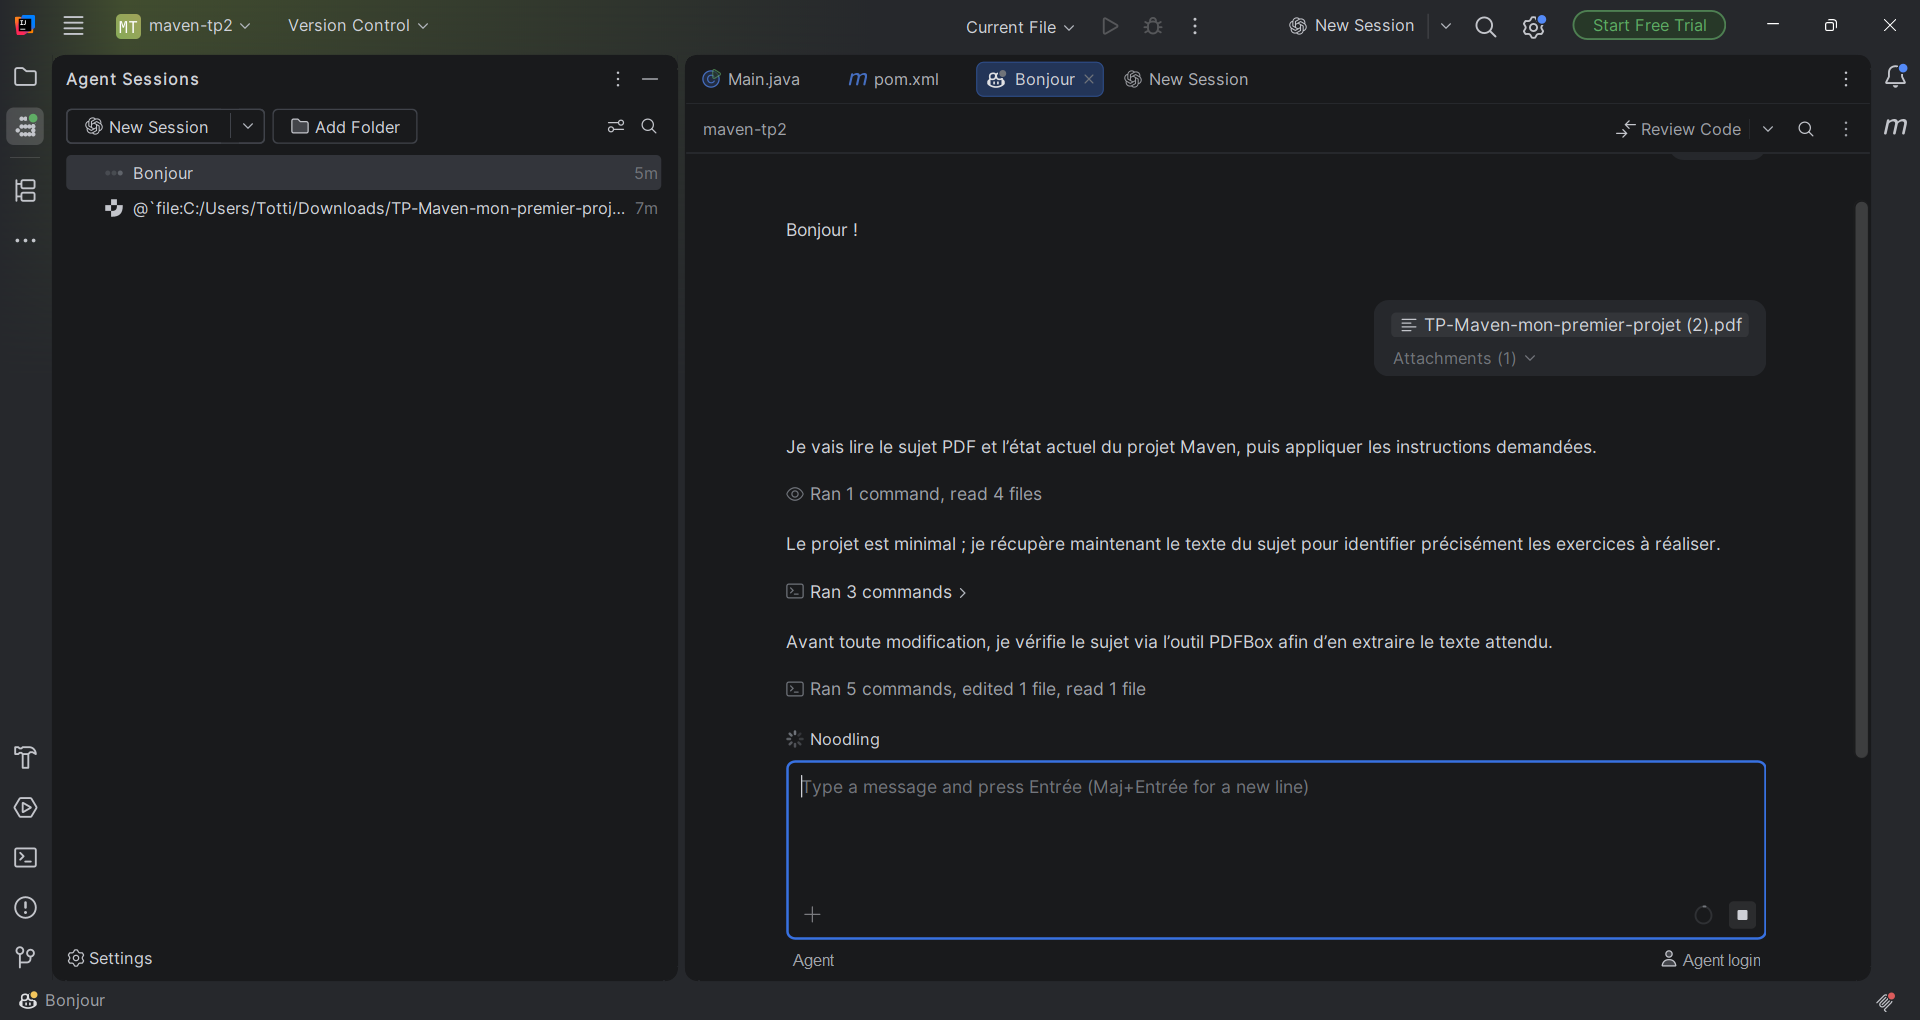 MT maven-tp2
Version Control
Current File
New Session
Start Free Trial
Agent Sessions
New Session
Add Folder
Bonjour 5m
@`file:C:/Users/Totti/Downloads/TP-Maven-mon-premier-proj... 7m
Settings
Main.java
m pom.xml
Bonjour
New Session
maven-tp2
Review Code
m
Bonjour !
TP-Maven-mon-premier-projet (2).pdf
Attachments (1)
Je vais lire le sujet PDF et l’état actuel du projet Maven, puis appliquer les instructions demandées.
Ran 1 command, read 4 files
Le projet est minimal ; je récupère maintenant le texte du sujet pour identifier précisément les exercices à réaliser.
Ran 3 commands
Avant toute modification, je vérifie le sujet via l’outil PDFBox afin d’en extraire le texte attendu.
Ran 5 commands, edited 1 file, read 1 file
Noodling
Type a message and press Entrée (Maj+Entrée for a new line)
Agent
Agent login
Bonjour